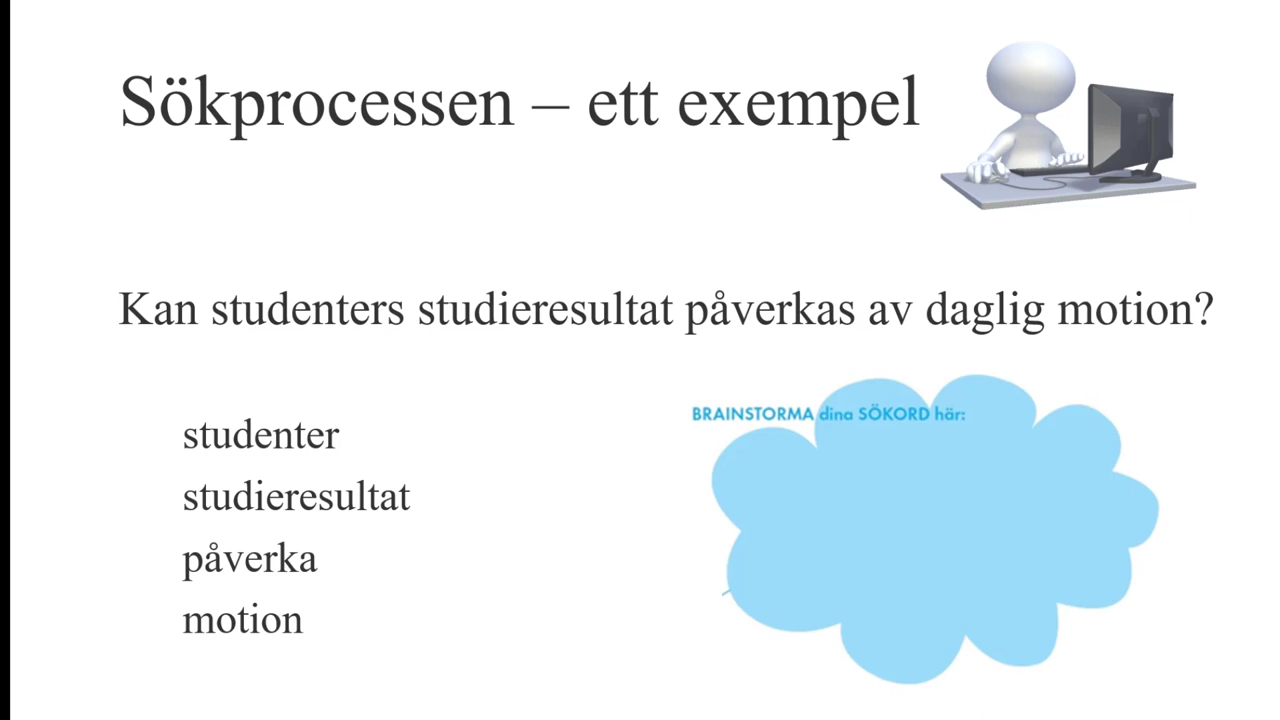 Sökprocessen – ett exempel
Kan studenters studieresultat påverkas av daglig motion?
studenter
studieresultat
påverka
motion
BRAINSTORMA dina SÖKORD här: